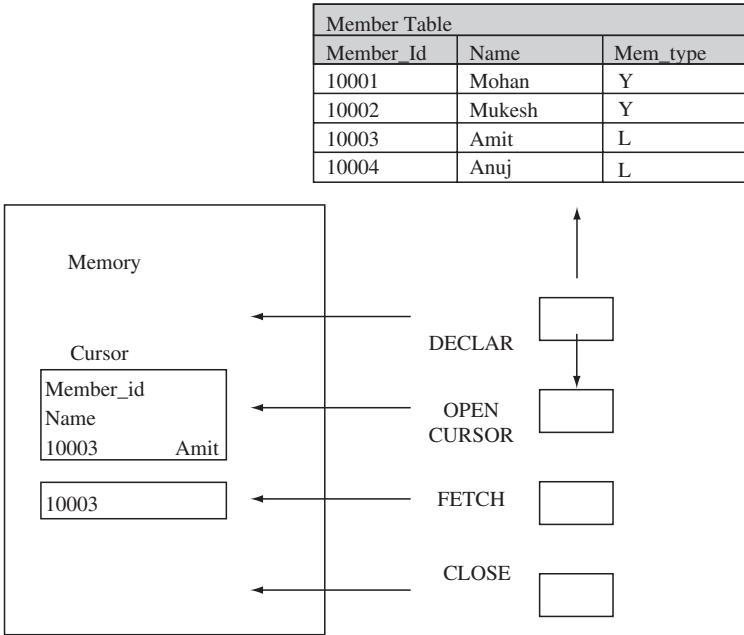 Member Table
Member_Id Name Mem_type
10001 Mohan Y
10002 Mukesh Y
10003 Amit L
10004 Anuj L
Memory
DECLAR
Cursor
Member_id
Name
10003 Amit
OPEN
CURSOR
10003
FETCH
CLOSE